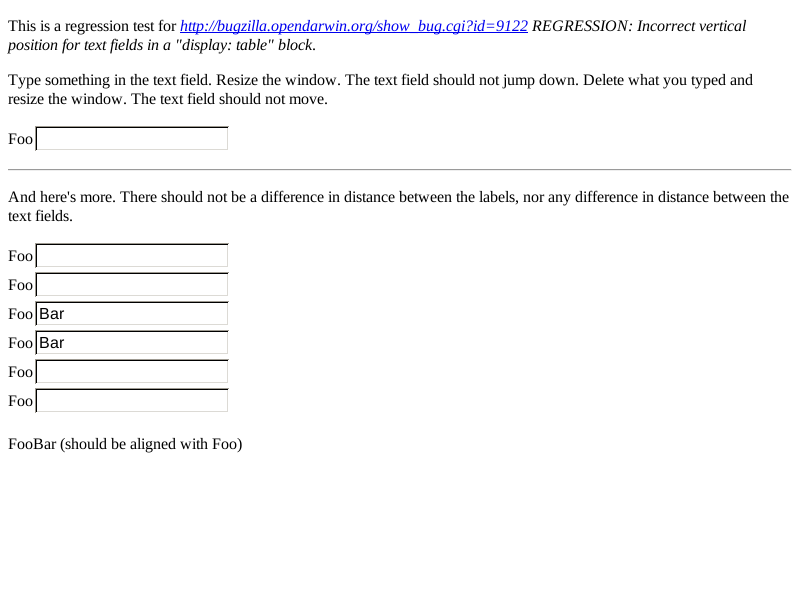 This is a regression test for http://bugzilla.opendarwin.org/show_bug.cgi?id=9122 REGRESSION: Incorrect vertical
position for text fields in a "display: table" block.
Type something in the text field. Resize the window. The text field should not jump down. Delete what you typed and
resize the window. The text field should not move.
Foo
And here's more. There should not be a difference in distance between the labels, nor any difference in distance between the
text fields.
Foo
Foo
Foo Bar
Foo Bar
Foo
Foo
FooBar (should be aligned with Foo)